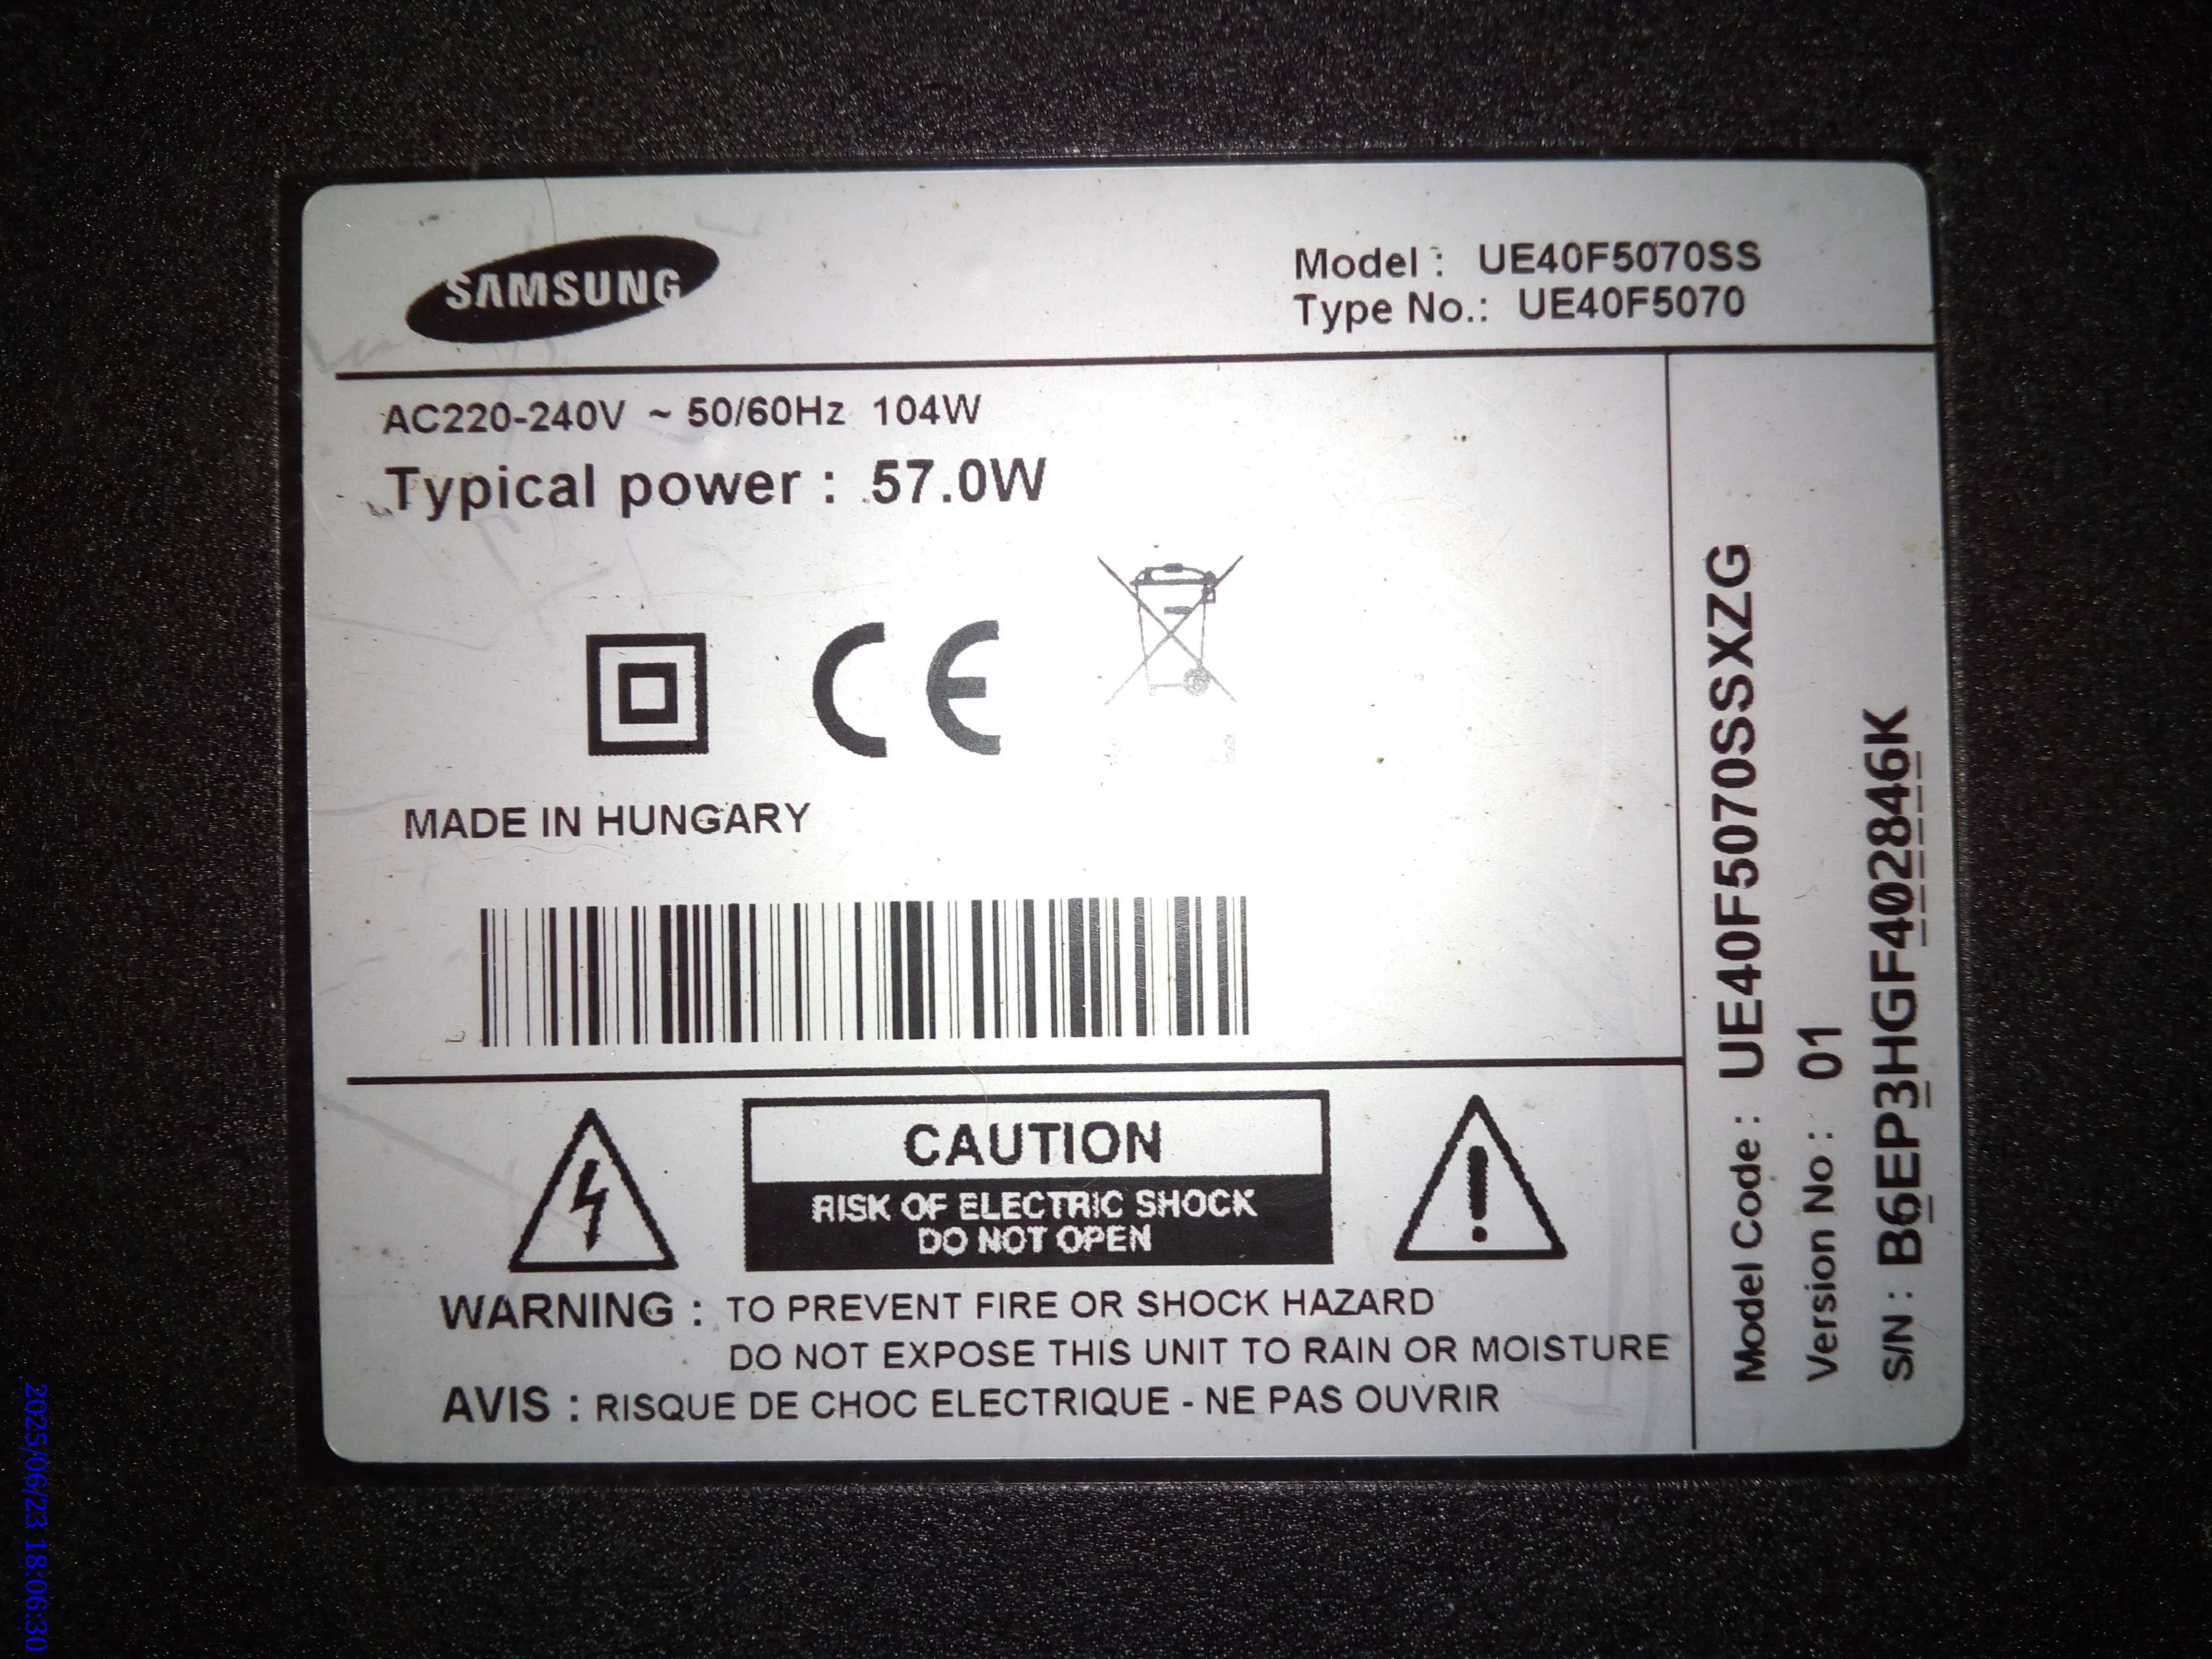 SAMSUNG
Model : UE40F5070SS
Type No.: UE40F5070
AC220-240V ~ 50/60Hz 104W
Typical power : 57.0W
CE
MADE IN HUNGARY
CAUTION
RISK OF ELECTRIC SHOCK
DO NOT OPEN
WARNING : TO PREVENT FIRE OR SHOCK HAZARD
DO NOT EXPOSE THIS UNIT TO RAIN OR MOISTURE
AVIS : RISQUE DE CHOC ELECTRIQUE - NE PAS OUVRIR
Model Code : UE40F5070SSXZG
Version No : 01
S/N : B6EP3HGF402846K
2025/06/23 18:06:30